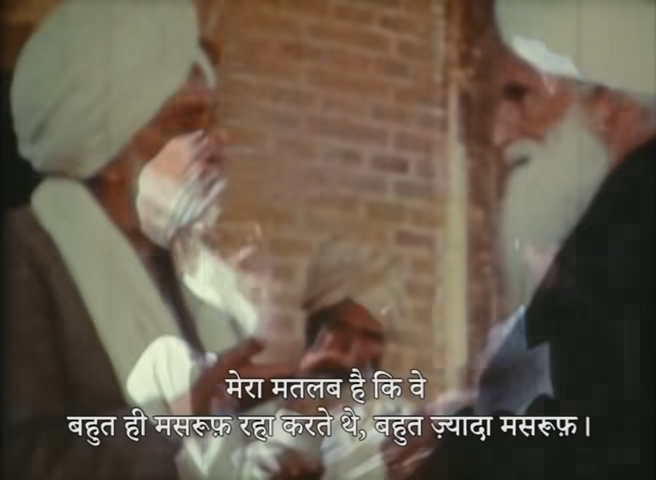 मेरा मतलब है कि वे
बहुत ही मसरूफ़ रहा करते थे, बहुत ज़्यादा मसरूफ़।